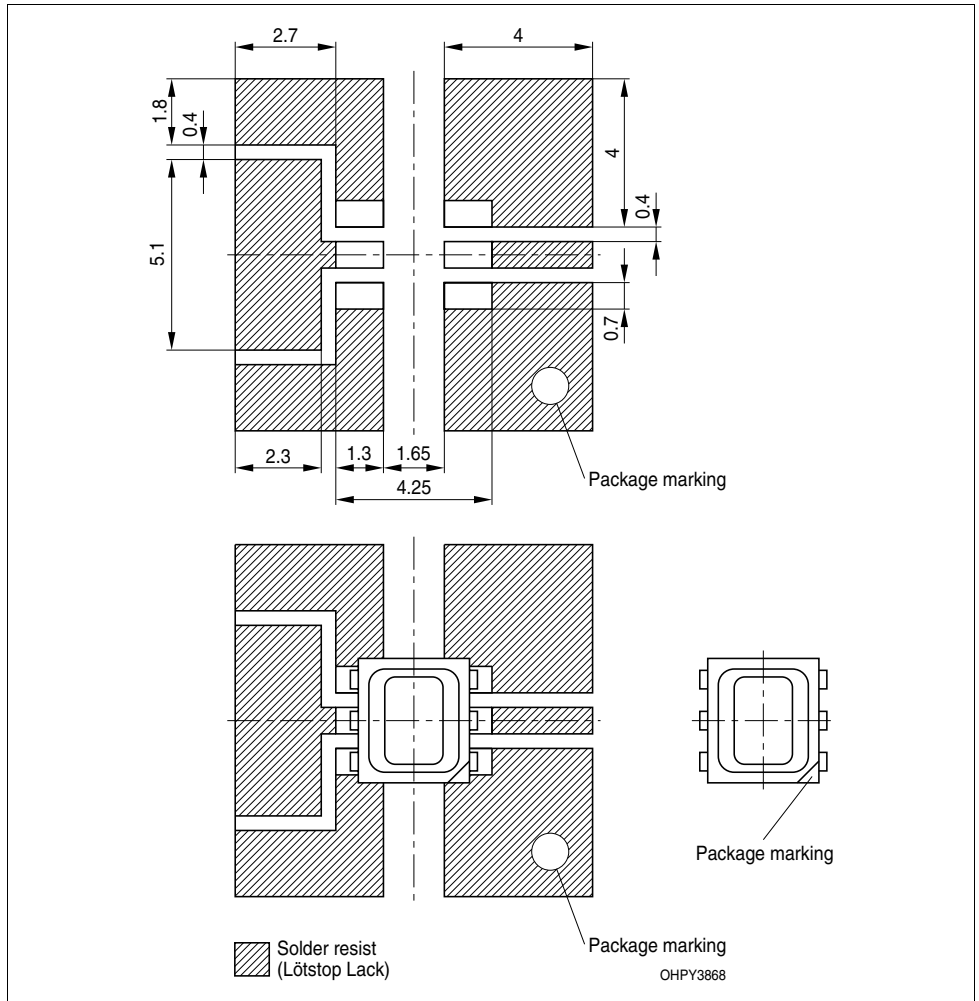 2.7
4
1.8
0.4
4
0.4
5.1
0.7
2.3
1.3
1.65
4.25
Package marking
Package marking
Solder resist
(Lötstop Lack)
Package marking
OHPY3868